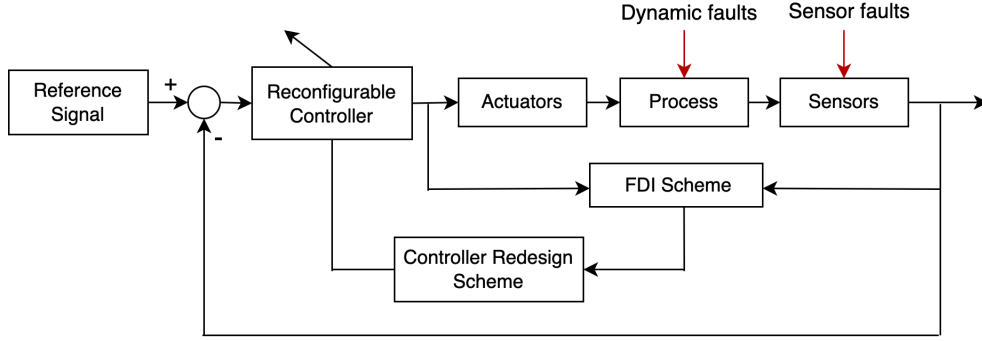 Dynamic faults
Sensor faults
Reference
Signal
+
-
Reconfigurable
Controller
Actuators
Process
Sensors
FDI Scheme
Controller Redesign
Scheme